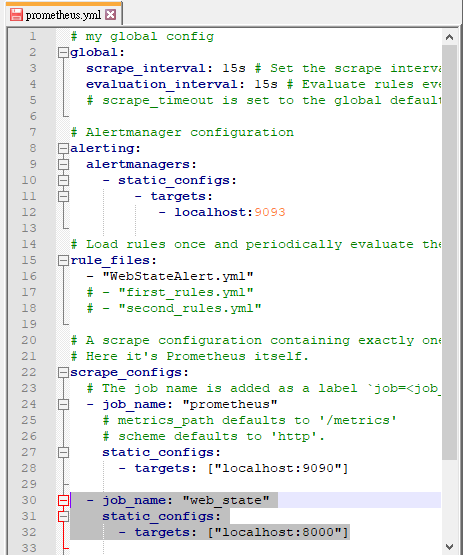 prometheus.yml
1 # my global config
2 global:
3 scrape_interval: 15s # Set the scrape interva
4 evaluation_interval: 15s # Evaluate rules eve
5 # scrape_timeout is set to the global defaul
6
7 # Alertmanager configuration
8 alerting:
9 alertmanagers:
10 - static_configs:
11 - targets:
12 - localhost:9093
13
14 # Load rules once and periodically evaluate the
15 rule_files:
16 - "WebStateAlert.yml"
17 # - "first_rules.yml"
18 # - "second_rules.yml"
19
20 # A scrape configuration containing exactly one
21 # Here it's Prometheus itself.
22 scrape_configs:
23 # The job name is added as a label `job=<job_
24 - job_name: "prometheus"
25 # metrics_path defaults to '/metrics'
26 # scheme defaults to 'http'.
27 static_configs:
28 - targets: ["localhost:9090"]
29
30 - job_name: "web_state"
31 static_configs:
32 - targets: ["localhost:8000"]
33